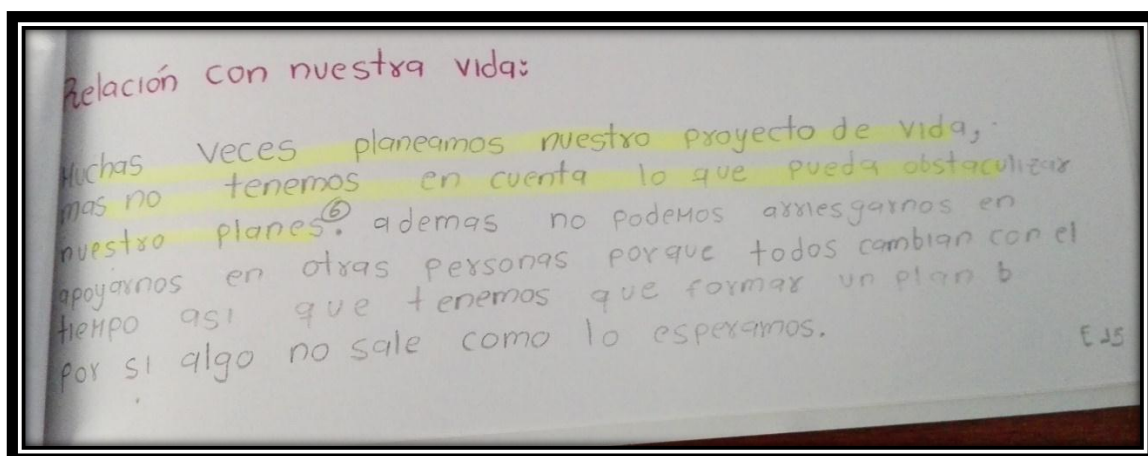 Relación con nuestra vida:
Muchas veces planeamos nuestro proyecto de vida,
mas no tenemos en cuenta lo que pueda obstaculizar
nuestro planes. ⑥ ademas no podemos arriesgarnos en
apoyarnos en otras personas porque todos cambian con el
tiempo asi que tenemos que formar un plan b
por si algo no sale como lo esperamos.